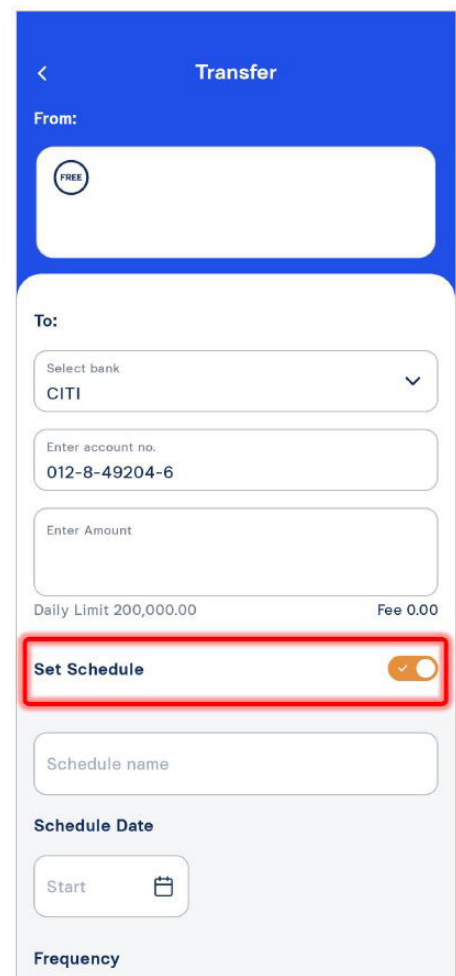 Transfer
From:
FREE
To:
Select bank
CITI
Enter account no.
012-8-49204-6
Enter Amount
Daily Limit 200,000.00 Fee 0.00
Set Schedule
Schedule name
Schedule Date
Start
Frequency